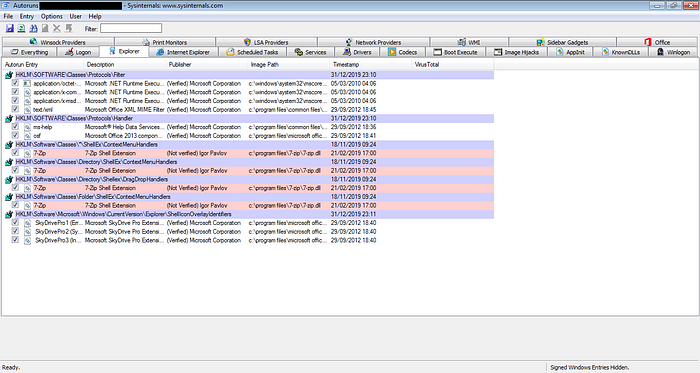 Autoruns - Sysinternals: www.sysinternals.com
File Entry Options User Help
Filter:
Winsock Providers Print Monitors LSA Providers Network Providers WMI Sidebar Gadgets Office
Everything Logon Explorer Internet Explorer Scheduled Tasks Services Drivers Codecs Boot Execute Image Hijacks AppInit KnownDLLs Winlogon
Autorun Entry Description Publisher Image Path Timestamp VirusTotal
HKLM\SOFTWARE\Classes\Protocols\Filter 31/12/2019 23:10
application/octet-... Microsoft .NET Runtime Execu... (Verified) Microsoft Corporation c:\windows\system32\mscore... 05/03/2010 04:06
application/x-com... Microsoft .NET Runtime Execu... (Verified) Microsoft Corporation c:\windows\system32\mscore... 05/03/2010 04:06
application/x-msd... Microsoft .NET Runtime Execu... (Verified) Microsoft Corporation c:\windows\system32\mscore... 05/03/2010 04:06
text/xml Microsoft Office XML MIME Filter (Verified) Microsoft Corporation c:\program files\common files\... 29/09/2012 18:41
HKLM\SOFTWARE\Classes\Protocols\Handler 31/12/2019 23:10
ms-help Microsoft® Help Data Services... (Verified) Microsoft Corporation c:\program files\common files\... 29/09/2012 18:36
osf Microsoft Office 2013 compon... (Verified) Microsoft Corporation c:\program files\microsoft offic... 29/09/2012 18:41
HKLM\Software\Classes\*\ShellEx\ContextMenuHandlers 18/11/2019 09:24
7-Zip 7-Zip Shell Extension (Not verified) Igor Pavlov c:\program files\7-zip\7-zip.dll 21/02/2019 17:00
HKLM\Software\Classes\Directory\ShellEx\ContextMenuHandlers 18/11/2019 09:24
7-Zip 7-Zip Shell Extension (Not verified) Igor Pavlov c:\program files\7-zip\7-zip.dll 21/02/2019 17:00
HKLM\Software\Classes\Directory\Shellex\DragDropHandlers 18/11/2019 09:24
7-Zip 7-Zip Shell Extension (Not verified) Igor Pavlov c:\program files\7-zip\7-zip.dll 21/02/2019 17:00
HKLM\Software\Classes\Folder\ShellEx\ContextMenuHandlers 18/11/2019 09:24
7-Zip 7-Zip Shell Extension (Not verified) Igor Pavlov c:\program files\7-zip\7-zip.dll 21/02/2019 17:00
HKLM\Software\Microsoft\Windows\CurrentVersion\Explorer\ShellIconOverlayIdentifiers 31/12/2019 23:11
SkyDrivePro1 (Err... Microsoft SkyDrive Pro Extensi... (Verified) Microsoft Corporation c:\program files\microsoft offic... 29/09/2012 18:40
SkyDrivePro2 (Sy... Microsoft SkyDrive Pro Extensi... (Verified) Microsoft Corporation c:\program files\microsoft offic... 29/09/2012 18:40
SkyDrivePro3 (In... Microsoft SkyDrive Pro Extensi... (Verified) Microsoft Corporation c:\program files\microsoft offic... 29/09/2012 18:40
Ready. Signed Windows Entries Hidden.